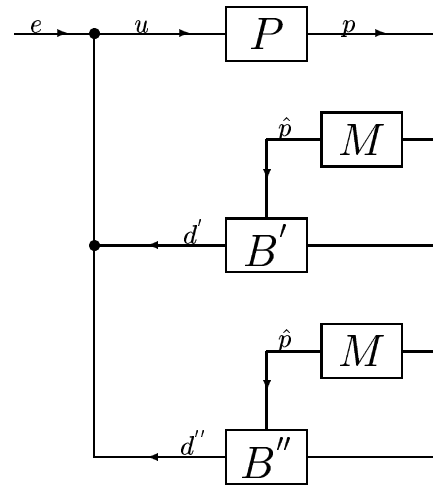 e u P p
p̂ M
d′ B′
p̂ M
d″ B″